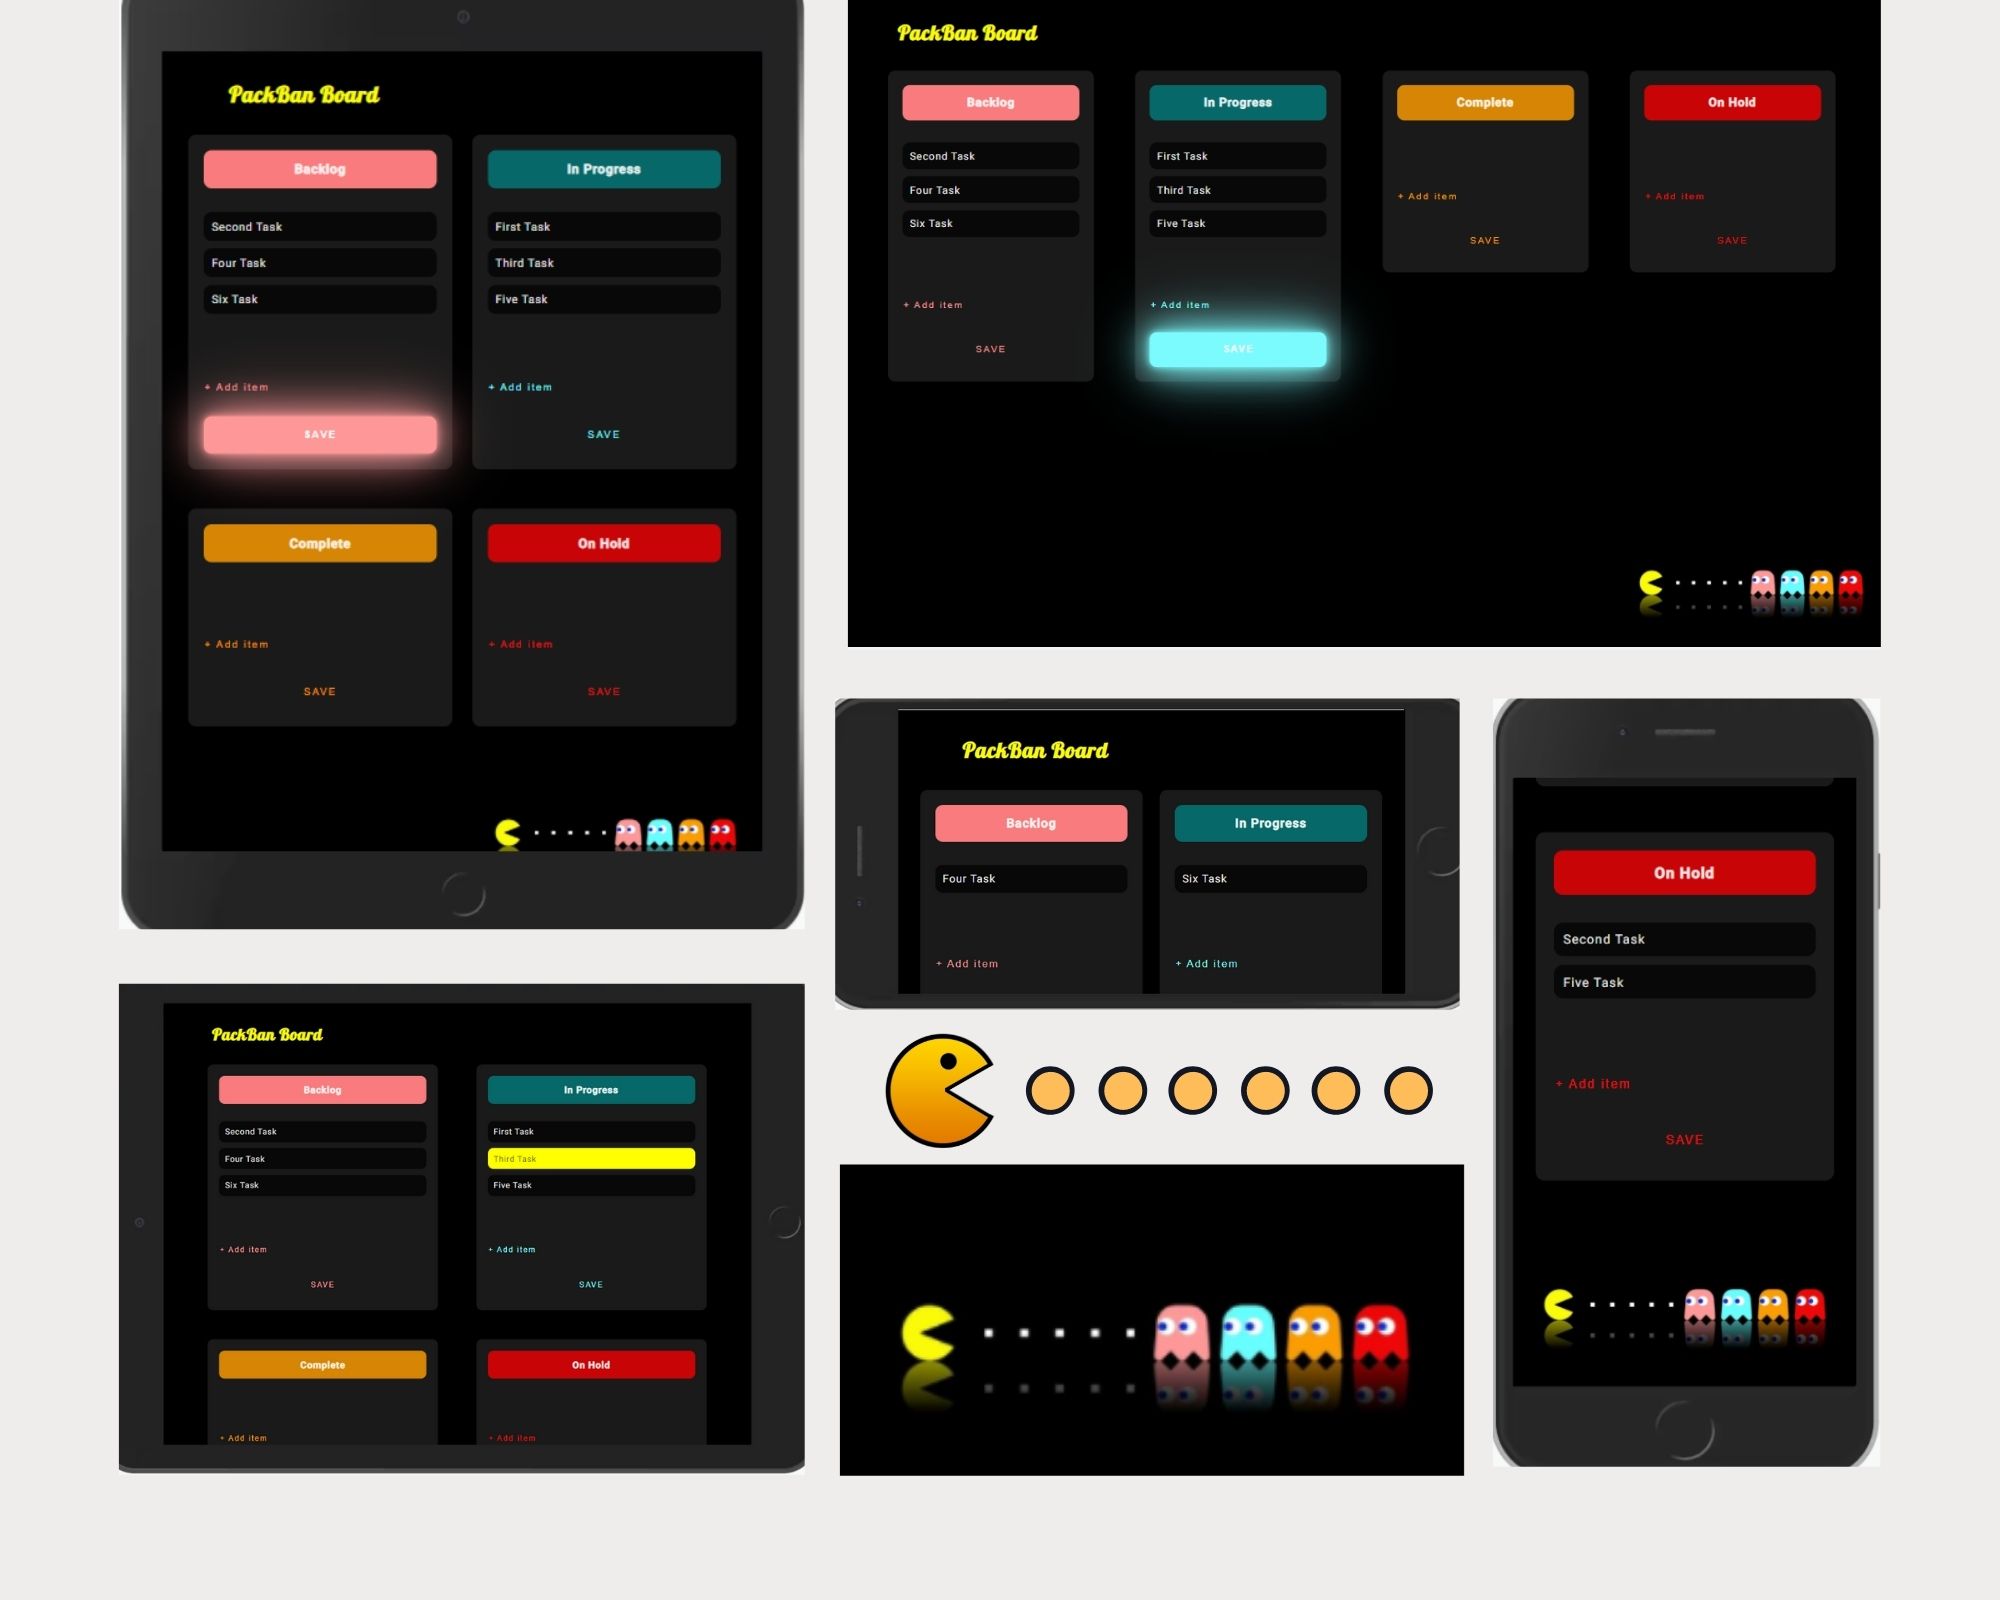 PackBan Board
Backlog
In Progress
Second Task
First Task
Four Task
Third Task
Six Task
Five Task
+ Add item
+ Add item
SAVE
SAVE
Complete
On Hold
+ Add item
+ Add item
SAVE
SAVE
PackBan Board
Backlog
In Progress
Complete
On Hold
Second Task
First Task
Four Task
Third Task
Six Task
Five Task
+ Add item
+ Add item
SAVE
SAVE
+ Add item
+ Add item
SAVE
SAVE
PackBan Board
Backlog
In Progress
Four Task
Six Task
+ Add item
+ Add item
On Hold
Second Task
Five Task
+ Add item
SAVE
PackBan Board
Backlog
In Progress
Second Task
First Task
Four Task
Third Task
Six Task
Five Task
+ Add item
+ Add item
SAVE
SAVE
Complete
On Hold
+ Add item
+ Add item